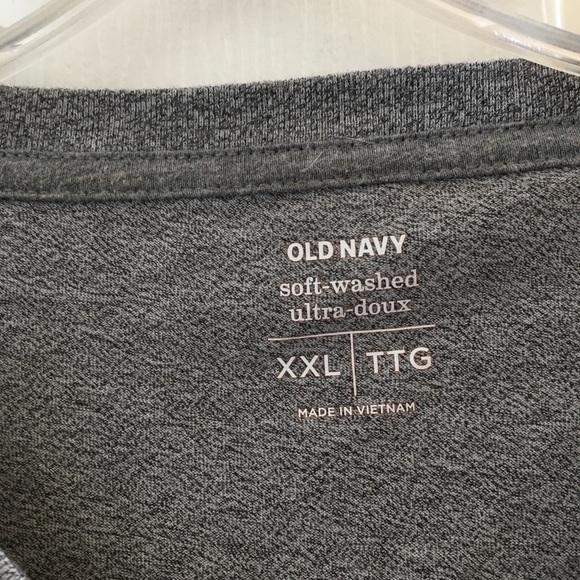 OLD NAVY
soft-washed
ultra-doux
XXL | TTG
MADE IN VIETNAM